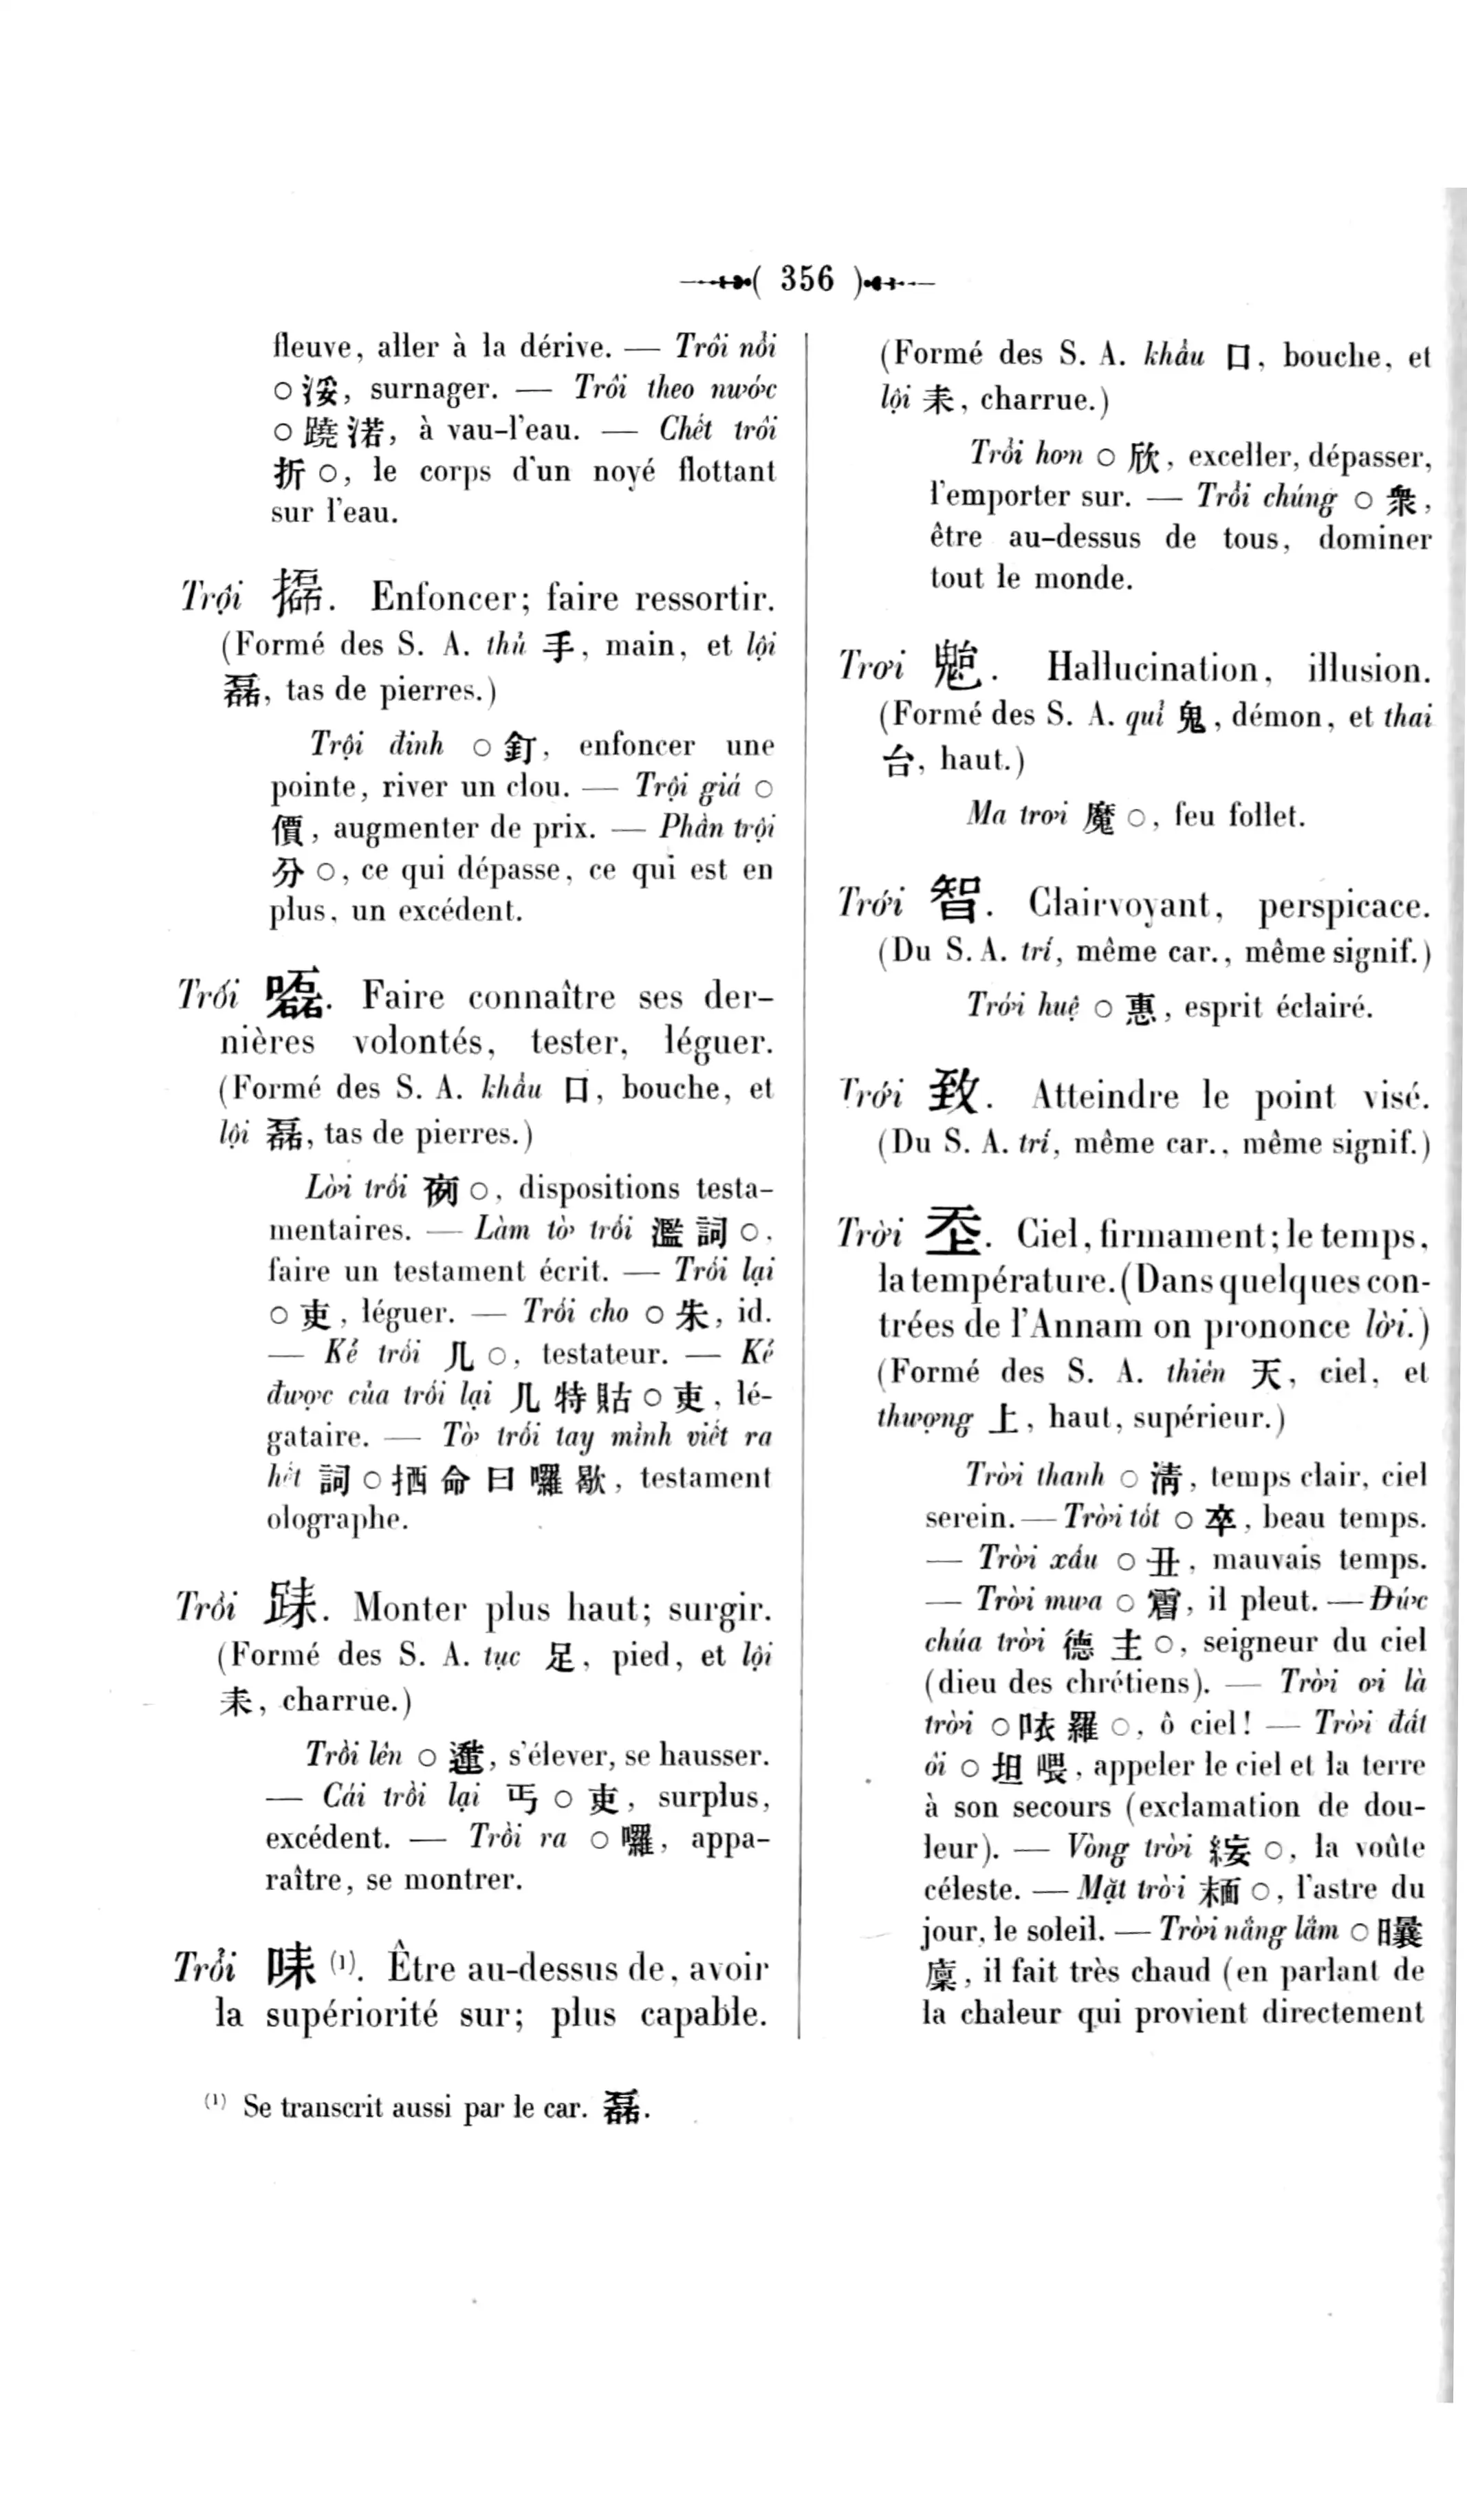 ( 356 )
fleuve, aller à la dérive. — Trôi nổi
○ 浽, surnager. — Trôi theo nước
○ 蹺 渃, à vau-l'eau. — Chết trôi
折 ○, le corps d'un noyé flottant
sur l'eau.
Trội 㩡. Enfoncer; faire ressortir.
(Formé des S. A. thủ 手, main, et lội
磊, tas de pierres.)
Trội đinh ○ 釘, enfoncer une
pointe, river un clou. — Trội giá ○
價, augmenter de prix. — Phần trội
分 ○, ce qui dépasse, ce qui est en
plus, un excédent.
Trối. Faire connaître ses der-
nières volontés, tester, léguer.
(Formé des S. A. khẩu 口, bouche, et
lội 磊, tas de pierres.)
Lời trối ○, dispositions testa-
mentaires. — Làm tờ trối 濫 詞 ○,
faire un testament écrit. — Trối lại
○ 吏, léguer. — Trối cho ○ 朱, id.
— Kẻ trối 几 ○, testateur. — Kẻ
được của trối lại 几 特 貼 ○ 吏, lé-
gataire. — Tờ trối tay mình viết ra
hết 詞 ○ 拪 命 曰 囉 歇, testament
olographe.
Trồi. Monter plus haut; surgir.
(Formé des S. A. tục 足, pied, et lội
耒, charrue.)
Trồi lên ○, s'élever, se hausser.
— Cái trồi lại 丐 ○ 吏, surplus,
excédent. — Trồi ra ○ 囉, appa-
raître, se montrer.
Trổi (1). Être au-dessus de, avoir
la supériorité sur; plus capable.
(1) Se transcrit aussi par le car. 磊.
(Formé des S. A. khẩu 口, bouche, et
lội 耒, charrue.)
Trổi hơn ○ 欣, exceller, dépasser,
l'emporter sur. — Trổi chúng ○ 衆,
être au-dessus de tous, dominer
tout le monde.
Trơi. Hallucination, illusion.
(Formé des S. A. quỉ 鬼, démon, et thai
台, haut.)
Ma trơi 魔 ○, feu follet.
Trới 智. Clairvoyant, perspicace.
(Du S. A. trí, même car., même signif.)
Trới huệ ○ 惠, esprit éclairé.
Trới 致. Atteindre le point visé.
(Du S. A. trí, même car., même signif.)
Trời 𡗶. Ciel, firmament; le temps,
la température. (Dans quelques con-
trées de l'Annam on prononce lời.)
(Formé des S. A. thiên 天, ciel, et
thượng 上, haut, supérieur.)
Trời thanh ○ 清, temps clair, ciel
serein. — Trời tốt ○ 卒, beau temps.
— Trời xấu ○ 丑, mauvais temps.
— Trời mưa ○, il pleut. — Đức
chúa trời 德 主 ○, seigneur du ciel
(dieu des chrétiens). — Trời ơi là
trời ○ 㕵 羅 ○, ô ciel! — Trời đất
ôi ○ 坦 喂, appeler le ciel et la terre
à son secours (exclamation de dou-
leur). — Vòng trời ○, la voûte
céleste. — Mặt trời ○, l'astre du
jour, le soleil. — Trời nắng lắm ○ 曩
廩, il fait très chaud (en parlant de
la chaleur qui provient directement